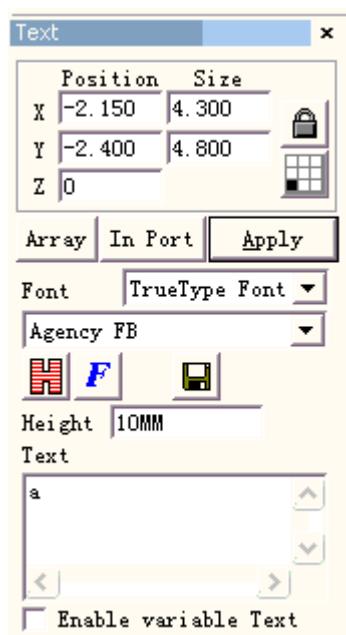 Text
Position Size
X -2.150 4.300
Y -2.400 4.800
Z 0
Array In Port Apply
Font TrueType Font
Agency FB
F
Height 10MM
Text
a
Enable variable Text